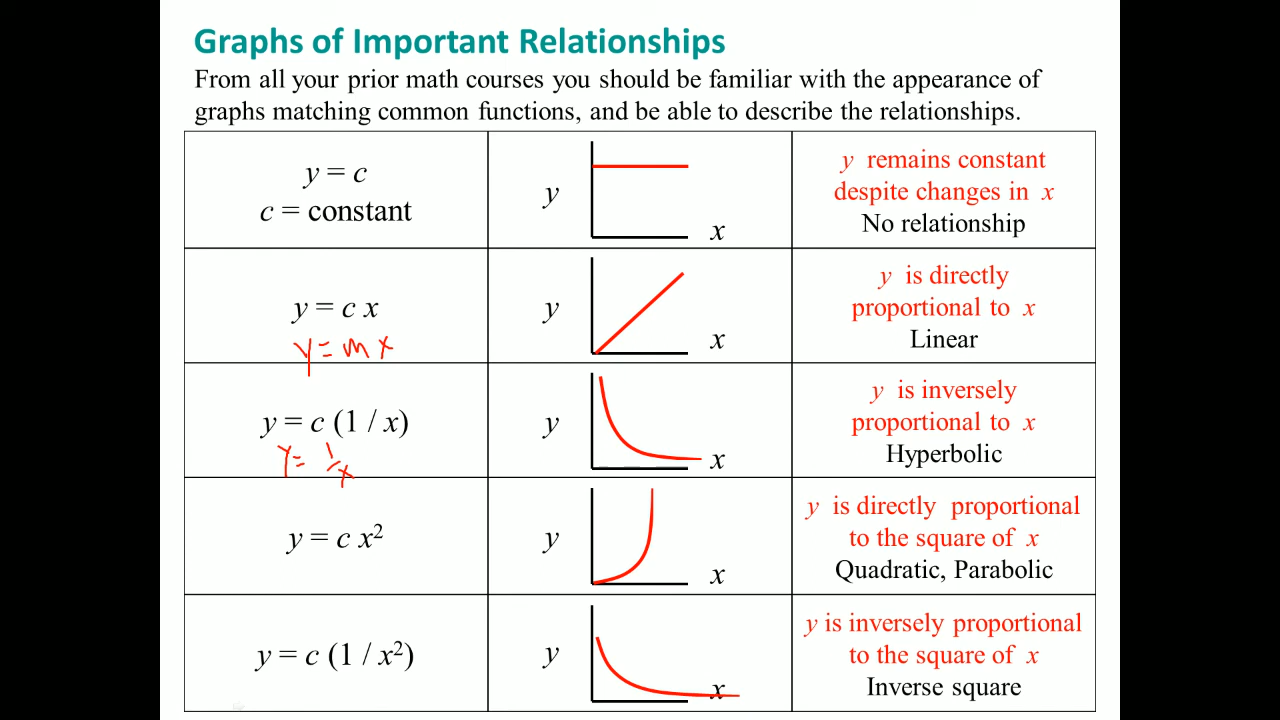 Graphs of Important Relationships
From all your prior math courses you should be familiar with the appearance of
graphs matching common functions, and be able to describe the relationships.
y = c
c = constant
y
x
y remains constant
despite changes in x
No relationship
y = c x
y = m x
y
x
y is directly
proportional to x
Linear
y = c (1 / x)
y = 1/x
y
x
y is inversely
proportional to x
Hyperbolic
y = c x²
y
x
y is directly proportional
to the square of x
Quadratic, Parabolic
y = c (1 / x²)
y
x
y is inversely proportional
to the square of x
Inverse square